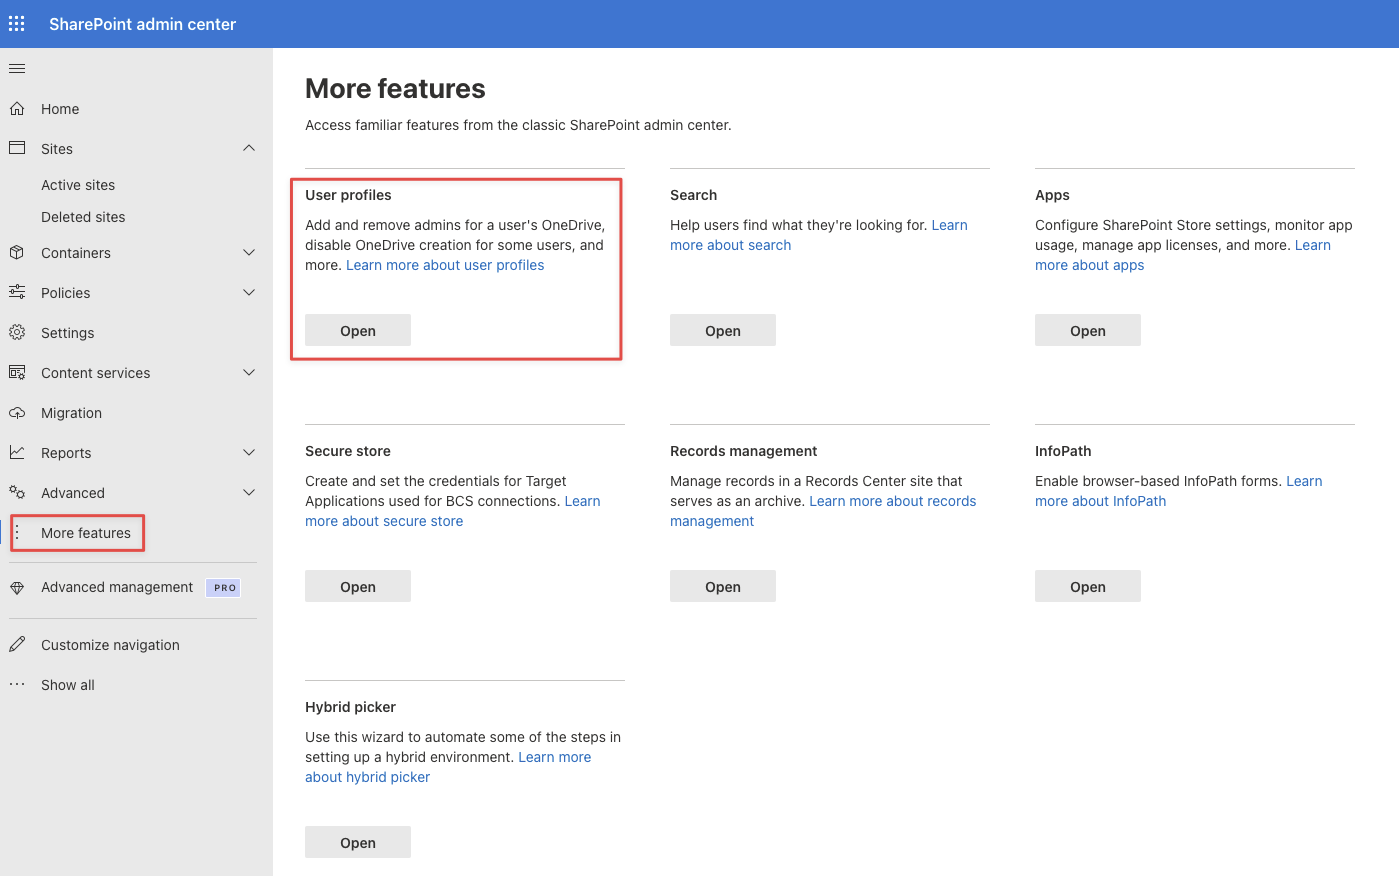 SharePoint admin center
Home
Sites
Active sites
Deleted sites
Containers
Policies
Settings
Content services
Migration
Reports
Advanced
More features
Advanced management PRO
Customize navigation
Show all
More features
Access familiar features from the classic SharePoint admin center.
User profiles
Add and remove admins for a user's OneDrive,
disable OneDrive creation for some users, and
more. Learn more about user profiles
Open
Search
Help users find what they're looking for. Learn
more about search
Open
Apps
Configure SharePoint Store settings, monitor app
usage, manage app licenses, and more. Learn
more about apps
Open
Secure store
Create and set the credentials for Target
Applications used for BCS connections. Learn
more about secure store
Open
Records management
Manage records in a Records Center site that
serves as an archive. Learn more about records
management
Open
InfoPath
Enable browser-based InfoPath forms. Learn
more about InfoPath
Open
Hybrid picker
Use this wizard to automate some of the steps in
setting up a hybrid environment. Learn more
about hybrid picker
Open